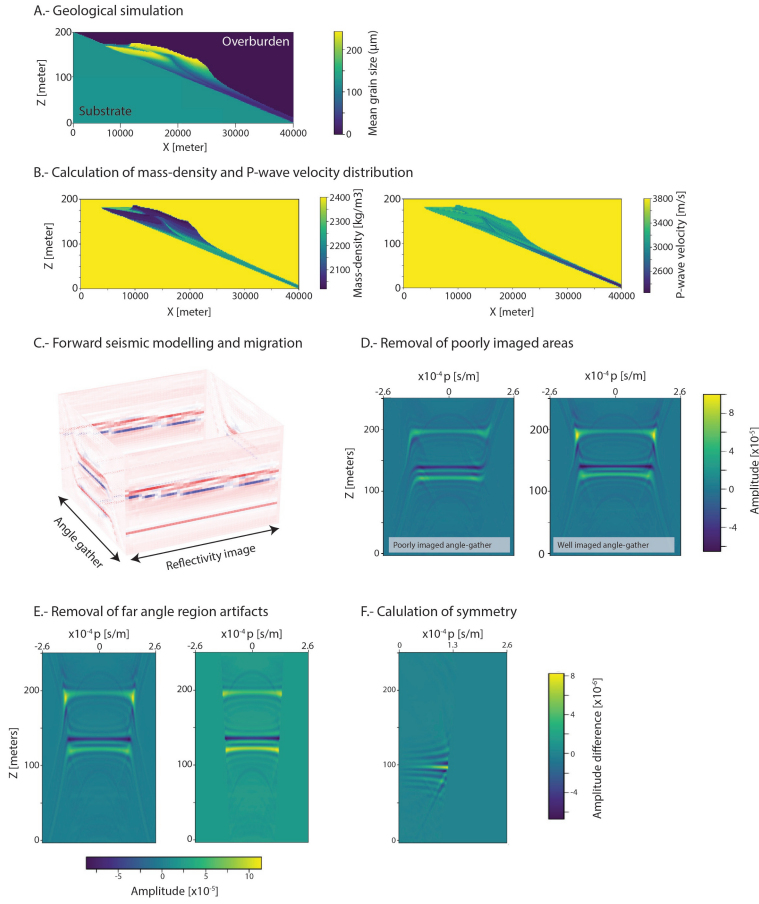 A.- Geological simulation
200
100
0
Z [meter]
Overburden
Substrate
0
10000
20000
30000
40000
X [meter]
200
100
0
Mean grain size (μm)
B.- Calculation of mass-density and P-wave velocity distribution
200
100
0
Z [meter]
0
10000
20000
30000
40000
X [meter]
2400
2300
2200
2100
Mass-density [kg/m3]
200
100
0
0
10000
20000
30000
40000
X [meter]
3800
3400
3000
2600
P-wave velocity [m/s]
C.- Forward seismic modelling and migration
Angle gather
Reflectivity image
D.- Removal of poorly imaged areas
x10⁻⁴ p [s/m]
-2.6
0
2.6
200
100
0
Z [meters]
Poorly imaged angle-gather
x10⁻⁴ p [s/m]
-2.6
0
2.6
200
100
0
Well imaged angle-gather
8
4
0
-4
Amplitude [x10⁻⁵]
E.- Removal of far angle region artifacts
x10⁻⁴ p [s/m]
-2.6
0
2.6
200
100
0
Z [meters]
x10⁻⁴ p [s/m]
-2.6
0
2.6
200
100
0
-5
0
5
10
Amplitude [x10⁻⁵]
F.- Calulation of symmetry
x10⁻⁴ p [s/m]
0
1.3
2.6
200
100
0
8
4
0
-4
Amplitude difference [x10⁻⁶]